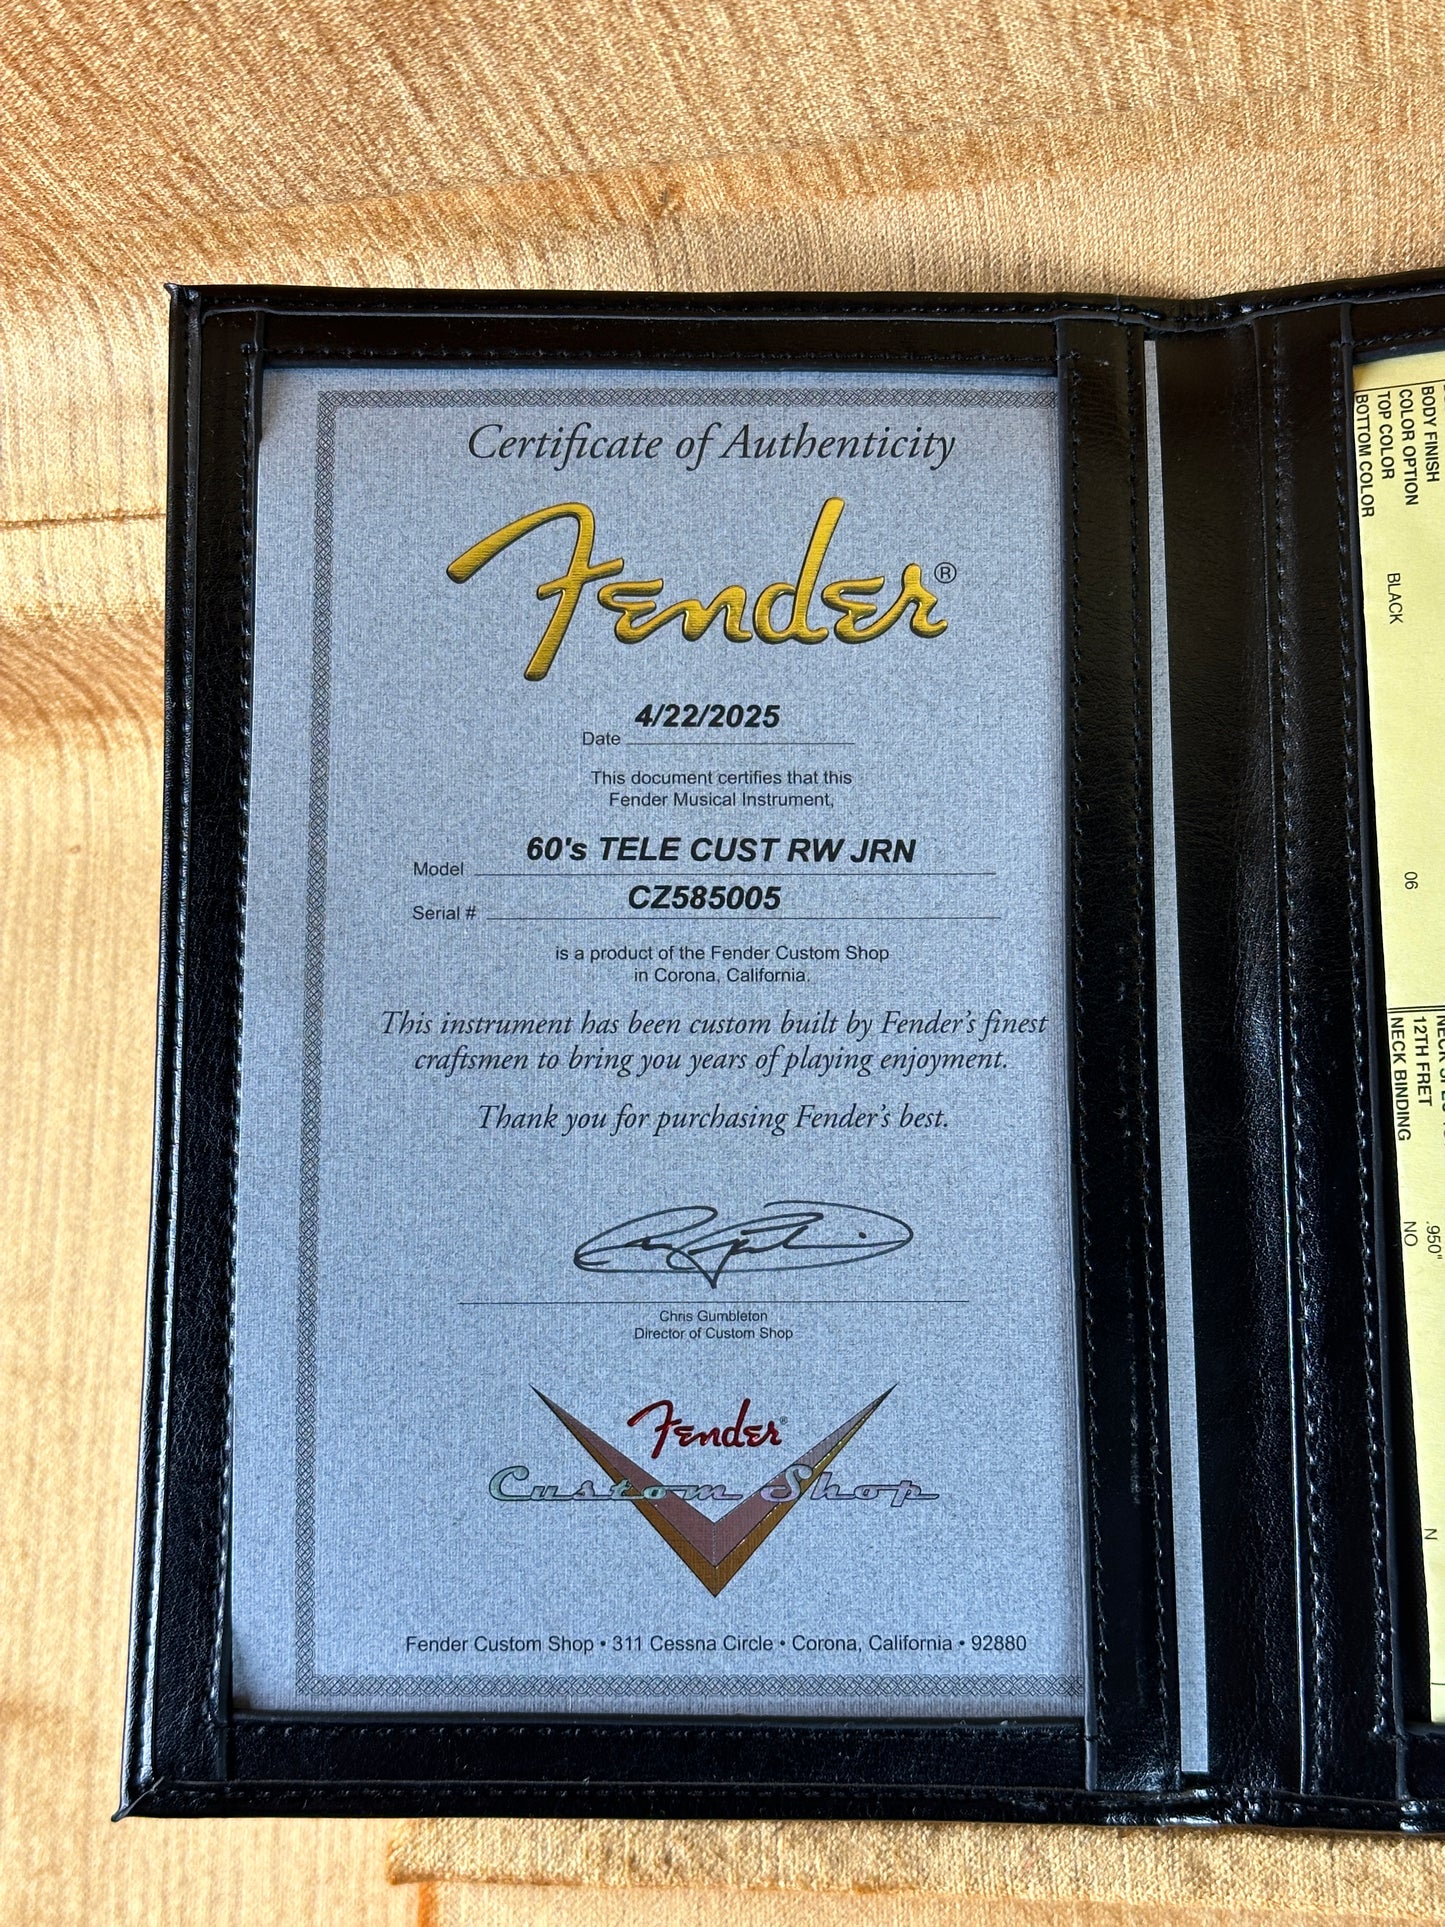 Certificate of Authenticity
Fender®
4/22/2025
Date
This document certifies that this
Fender Musical Instrument,
60's TELE CUST RW JRN
Model
CZ585005
Serial #
is a product of the Fender Custom Shop
in Corona, California.
This instrument has been custom built by Fender's finest
craftsmen to bring you years of playing enjoyment.
Thank you for purchasing Fender's best.
Chris Gumbleton
Director of Custom Shop
Fender®
Custom Shop
Fender Custom Shop • 311 Cessna Circle • Corona, California • 92880
BODY FINISH
COLOR OPTION
TOP COLOR BLACK 06
BOTTOM COLOR
12TH FRET .950"
NECK BINDING NO N